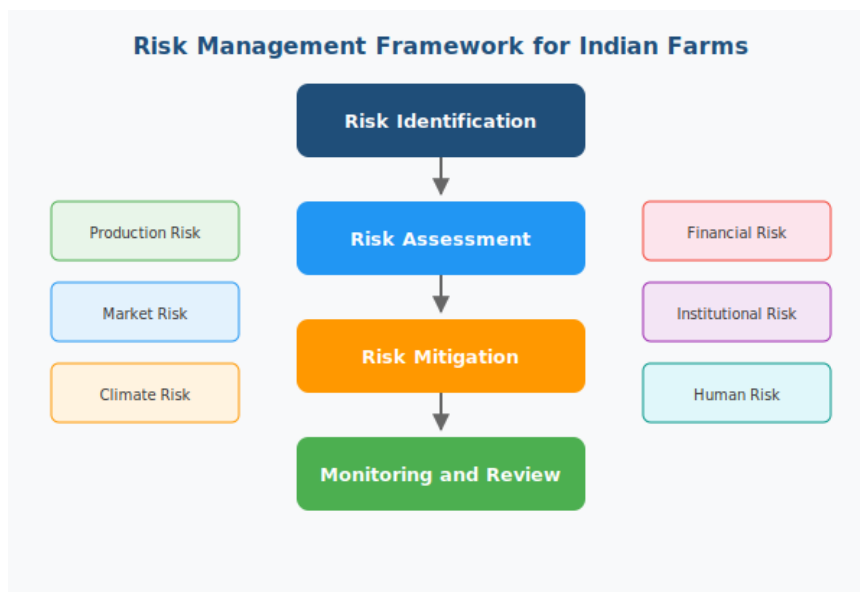 Risk Management Framework for Indian Farms
Risk Identification
Risk Assessment
Risk Mitigation
Monitoring and Review
Production Risk
Market Risk
Climate Risk
Financial Risk
Institutional Risk
Human Risk